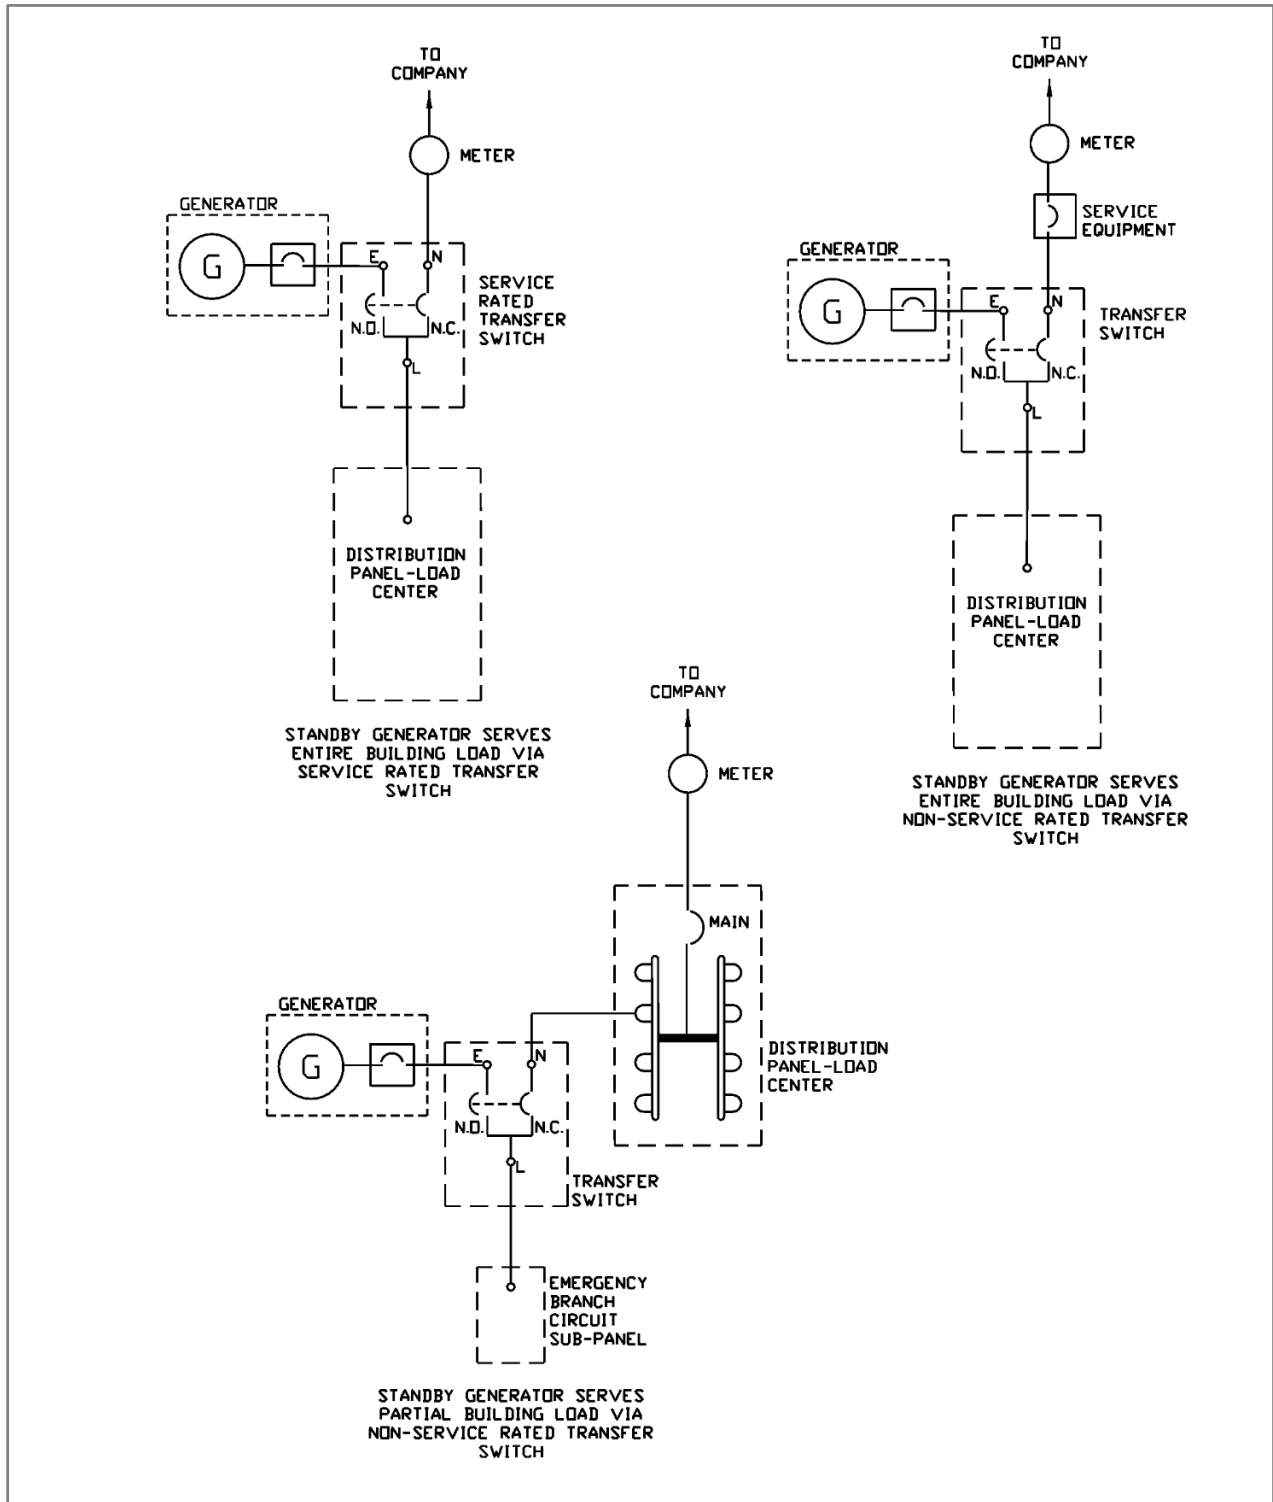 TO
COMPANY
METER
GENERATOR
G
E
N
N.O.
N.C.
L
SERVICE
RATED
TRANSFER
SWITCH
DISTRIBUTION
PANEL-LOAD
CENTER
STANDBY GENERATOR SERVES
ENTIRE BUILDING LOAD VIA
SERVICE RATED TRANSFER
SWITCH
TO
COMPANY
METER
SERVICE
EQUIPMENT
GENERATOR
G
E
N
N.O.
N.C.
L
TRANSFER
SWITCH
DISTRIBUTION
PANEL-LOAD
CENTER
STANDBY GENERATOR SERVES
ENTIRE BUILDING LOAD VIA
NON-SERVICE RATED TRANSFER
SWITCH
TO
COMPANY
METER
MAIN
DISTRIBUTION
PANEL-LOAD
CENTER
GENERATOR
G
E
N
N.O.
N.C.
L
TRANSFER
SWITCH
EMERGENCY
BRANCH
CIRCUIT
SUB-PANEL
STANDBY GENERATOR SERVES
PARTIAL BUILDING LOAD VIA
NON-SERVICE RATED TRANSFER
SWITCH